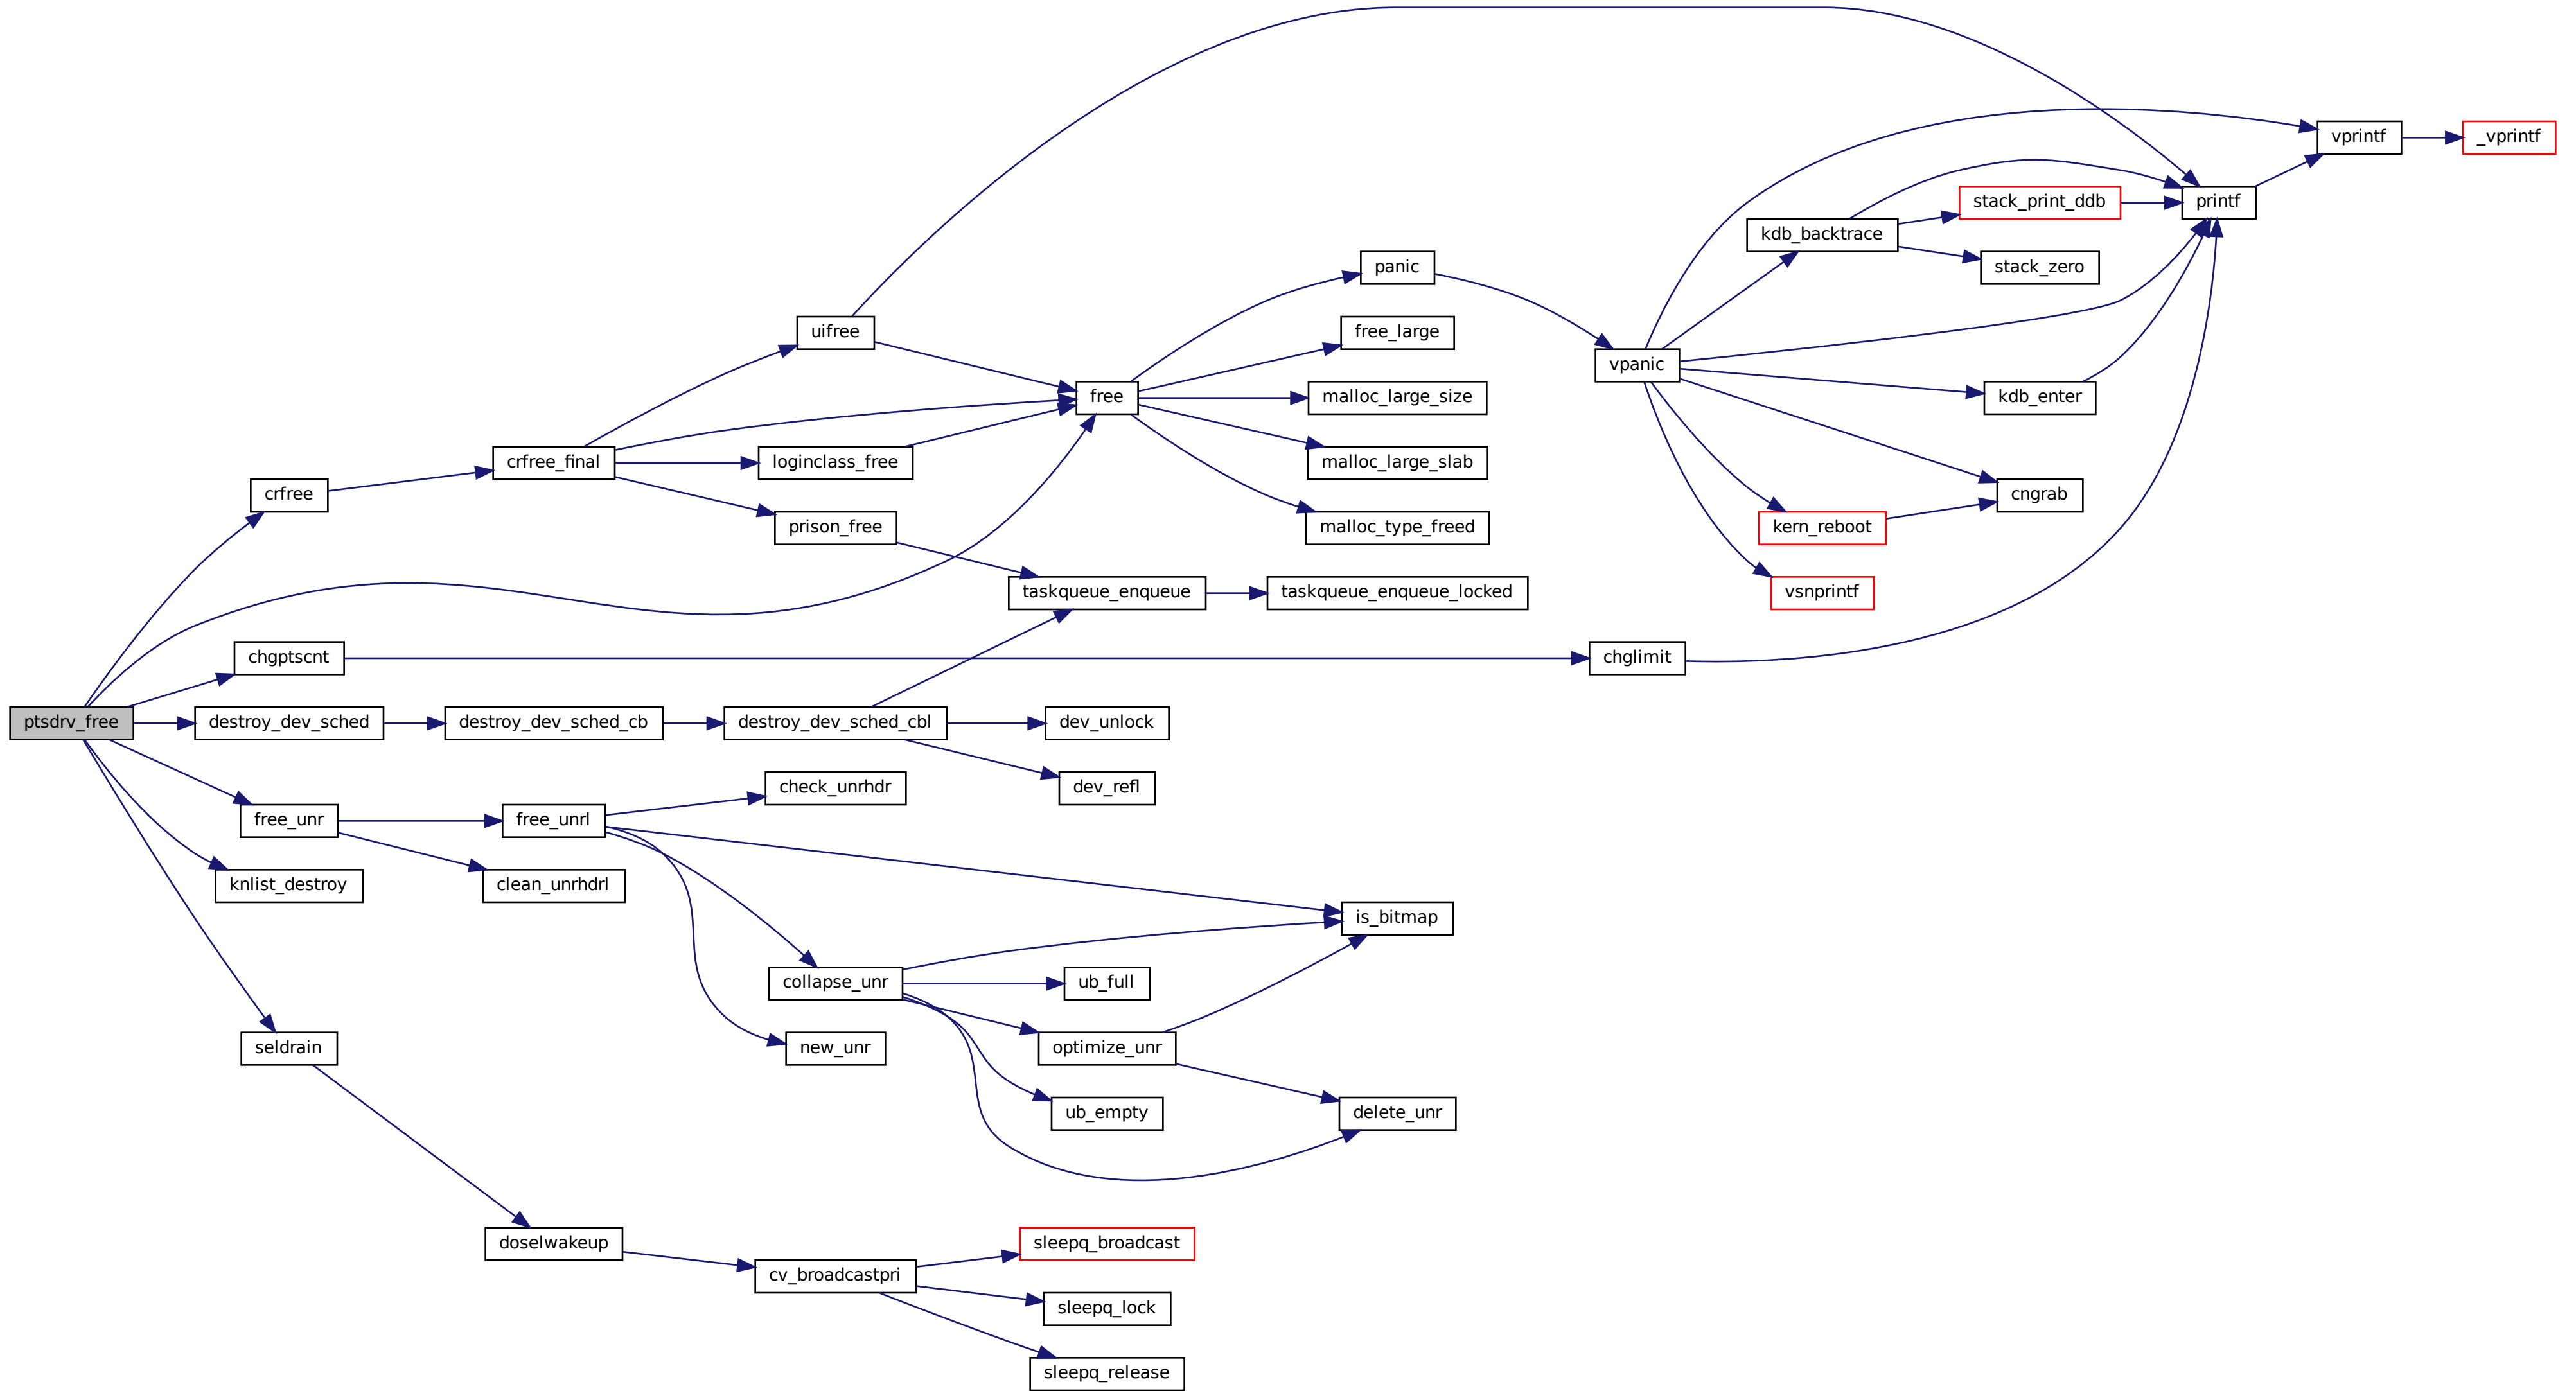 ptsdrv_free
crfree
crfree_final
uifree
free
panic
vpanic
kdb_backtrace
stack_print_ddb
printf
vprintf
_vprintf
stack_zero
kdb_enter
cngrab
kern_reboot
vsnprintf
free_large
malloc_large_size
malloc_large_slab
malloc_type_freed
loginclass_free
prison_free
taskqueue_enqueue
taskqueue_enqueue_locked
chgptscnt
chglimit
destroy_dev_sched
destroy_dev_sched_cb
destroy_dev_sched_cbl
dev_unlock
dev_refl
free_unr
free_unrl
check_unrhdr
clean_unrhdrl
is_bitmap
collapse_unr
ub_full
optimize_unr
new_unr
ub_empty
delete_unr
knlist_destroy
seldrain
doselwakeup
cv_broadcastpri
sleepq_broadcast
sleepq_lock
sleepq_release